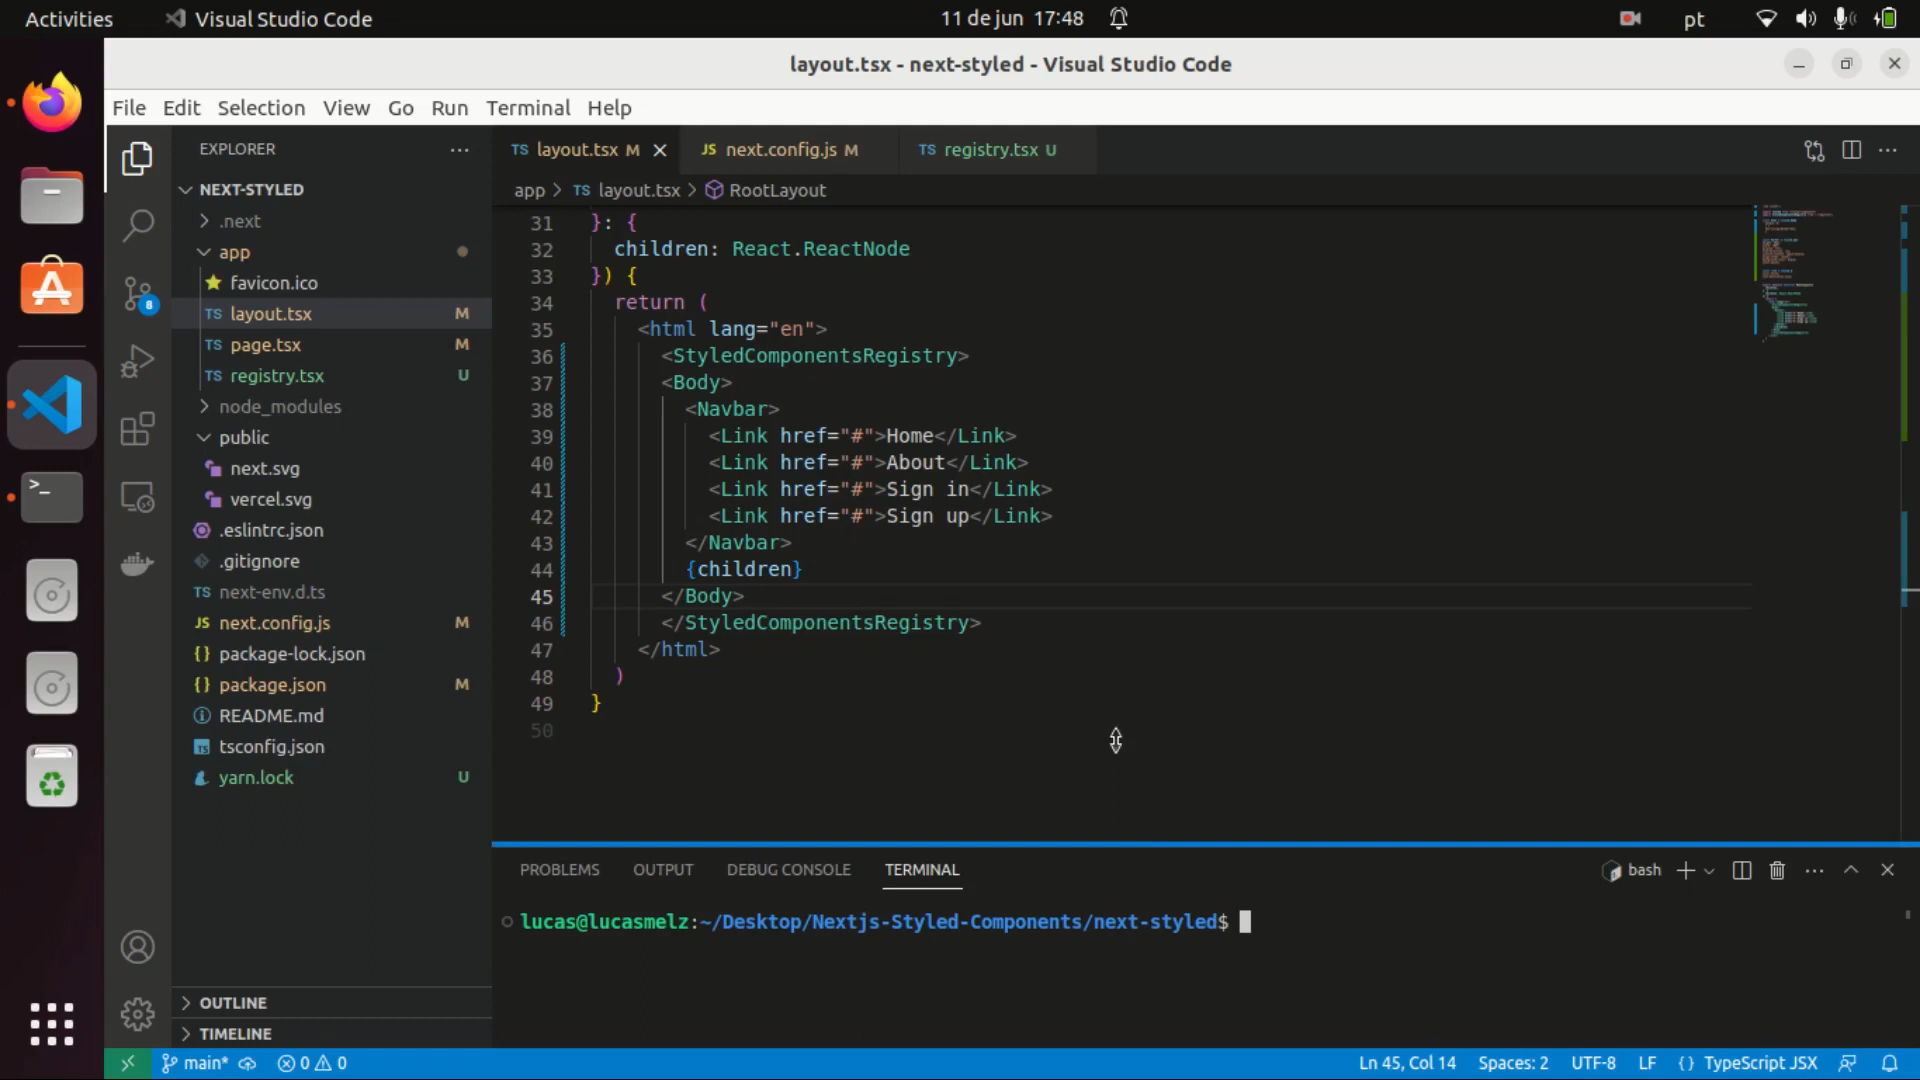 Activities
Visual Studio Code
11 de jun 17:48
pt
layout.tsx - next-styled - Visual Studio Code
File Edit Selection View Go Run Terminal Help
EXPLORER
NEXT-STYLED
.next
app
favicon.ico
TS layout.tsx M
TS page.tsx M
TS registry.tsx U
node_modules
public
next.svg
vercel.svg
.eslintrc.json
.gitignore
TS next-env.d.ts
JS next.config.js M
{} package-lock.json
{} package.json M
README.md
TS tsconfig.json
yarn.lock U
OUTLINE
TIMELINE
8
TS layout.tsx M
JS next.config.js M
TS registry.tsx U
app > TS layout.tsx > RootLayout
31 }: {
32 children: React.ReactNode
33 }) {
34 return (
35 <html lang="en">
36 <StyledComponentsRegistry>
37 <Body>
38 <Navbar>
39 <Link href="#">Home</Link>
40 <Link href="#">About</Link>
41 <Link href="#">Sign in</Link>
42 <Link href="#">Sign up</Link>
43 </Navbar>
44 {children}
45 </Body>
46 </StyledComponentsRegistry>
47 </html>
48 )
49 }
50
PROBLEMS OUTPUT DEBUG CONSOLE TERMINAL
bash
lucas@lucasmelz:~/Desktop/Nextjs-Styled-Components/next-styled$
main* 0 0
Ln 45, Col 14 Spaces: 2 UTF-8 LF {} TypeScript JSX